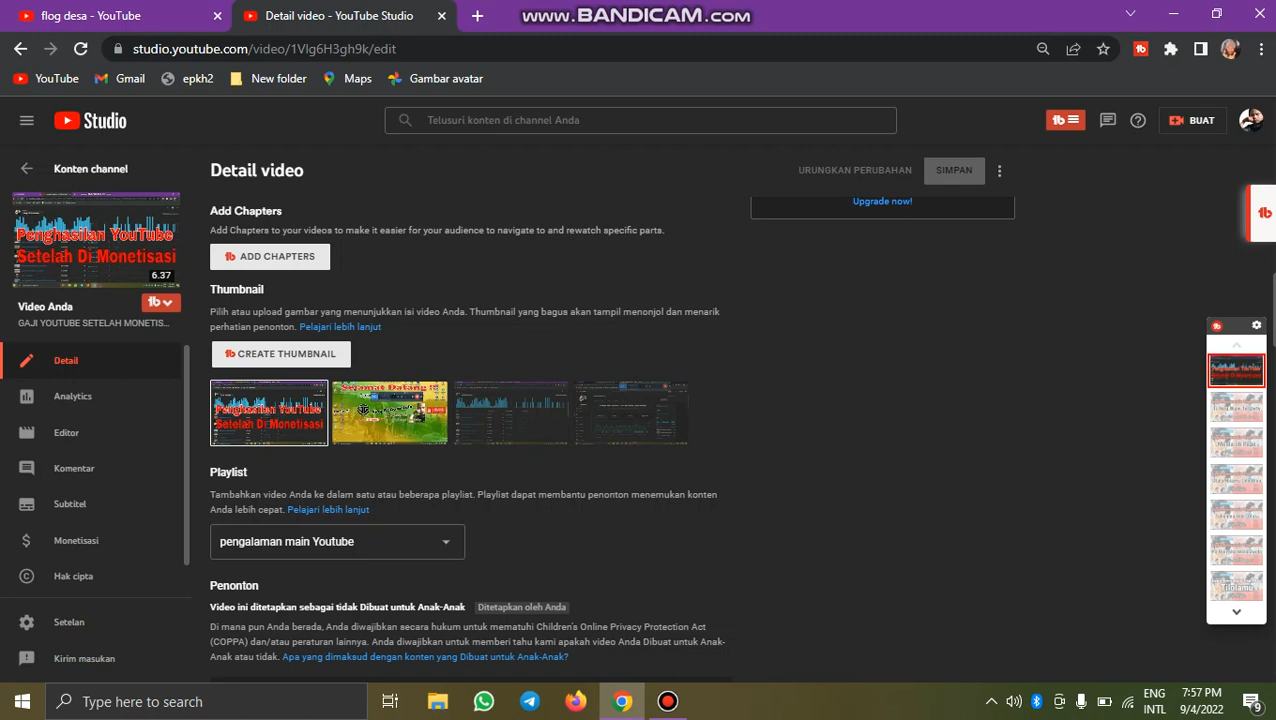 flog desa - YouTube
Detail video - YouTube Studio
www.BANDICAM.com
studio.youtube.com/video/1Vlg6H3gh9k/edit
YouTube
Gmail
epkh2
New folder
Maps
Gambar avatar
Studio
Telusuri konten di channel Anda
BUAT
Konten channel
Detail video
URUNGKAN PERUBAHAN
SIMPAN
Upgrade now!
Penghasilan YouTube
Setelah Di Monetisasi
6.37
Video Anda
GAJI YOUTUBE SETELAH MONETIS...
Detail
Analytics
Editor
Komentar
Subtitel
Monetisasi
Hak cipta
Setelan
Kirim masukan
Add Chapters
Add Chapters to your videos to make it easier for your audience to navigate to and rewatch specific parts.
ADD CHAPTERS
Thumbnail
Pilih atau upload gambar yang menunjukkan isi video Anda. Thumbnail yang bagus akan tampil menonjol dan menarik
perhatian penonton. Pelajari lebih lanjut
CREATE THUMBNAIL
Penghasilan YouTube
Setelah Di Monetisasi
Selamat Datang
Playlist
Tambahkan video Anda ke dalam satu atau beberapa playlist. Playlist dapat membantu penonton menemukan konten
Anda lebih cepat. Pelajari lebih lanjut
pengalaman main Youtube
Penonton
Video ini ditetapkan sebagai tidak Dibuat untuk Anak-Anak
Ditetapkan oleh Anda
Di mana pun Anda berada, Anda diwajibkan secara hukum untuk mematuhi Children's Online Privacy Protection Act
(COPPA) dan/atau peraturan lainnya. Anda diwajibkan untuk memberi tahu kami apakah video Anda Dibuat untuk Anak-
Anak atau tidak. Apa yang dimaksud dengan konten yang Dibuat untuk Anak-Anak?
Type here to search
ENG
INTL
7:57 PM
9/4/2022
9